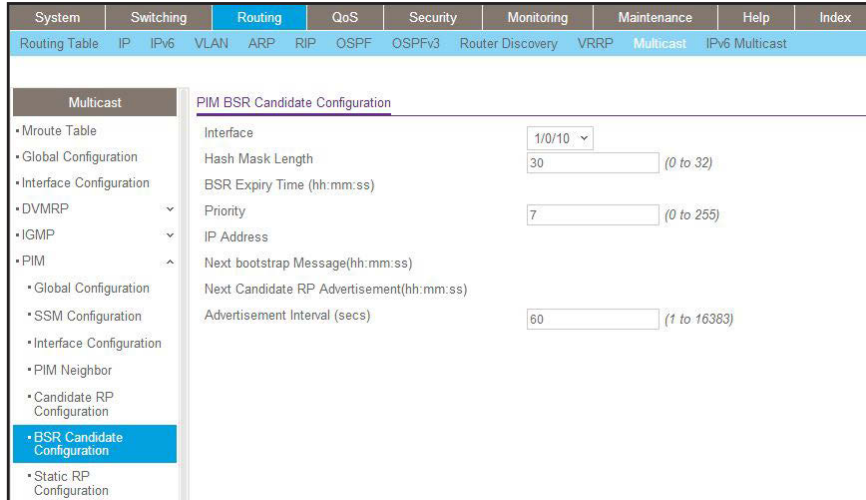 System Switching Routing QoS Security Monitoring Maintenance Help Index
Routing Table IP IPv6 VLAN ARP RIP OSPF OSPFv3 Router Discovery VRRP Multicast IPv6 Multicast
Multicast
Mroute Table
Global Configuration
Interface Configuration
DVMRP
IGMP
PIM
Global Configuration
SSM Configuration
Interface Configuration
PIM Neighbor
Candidate RP
Configuration
BSR Candidate
Configuration
Static RP
Configuration
PIM BSR Candidate Configuration
Interface 1/0/10
Hash Mask Length 30 (0 to 32)
BSR Expiry Time (hh:mm:ss)
Priority 7 (0 to 255)
IP Address
Next bootstrap Message(hh:mm:ss)
Next Candidate RP Advertisement(hh:mm:ss)
Advertisement Interval (secs) 60 (1 to 16383)